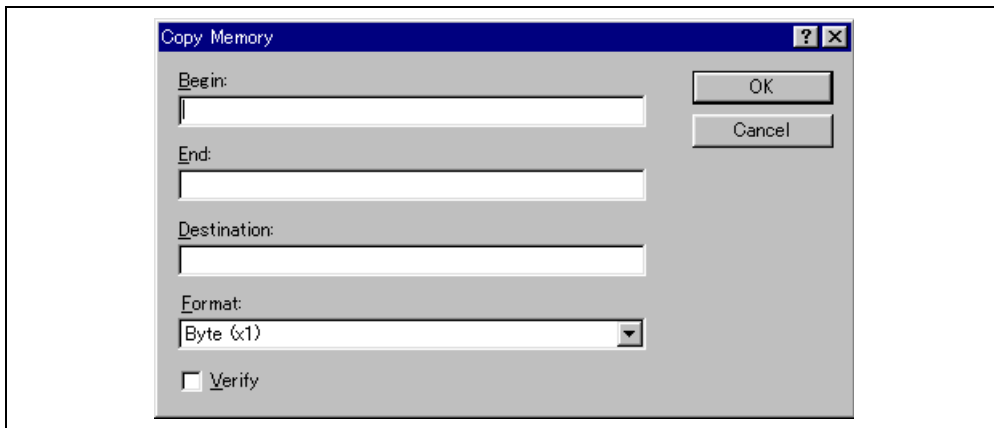 Copy Memory
Begin:
OK
Cancel
End:
Destination:
Format:
Byte (x1)
Verify